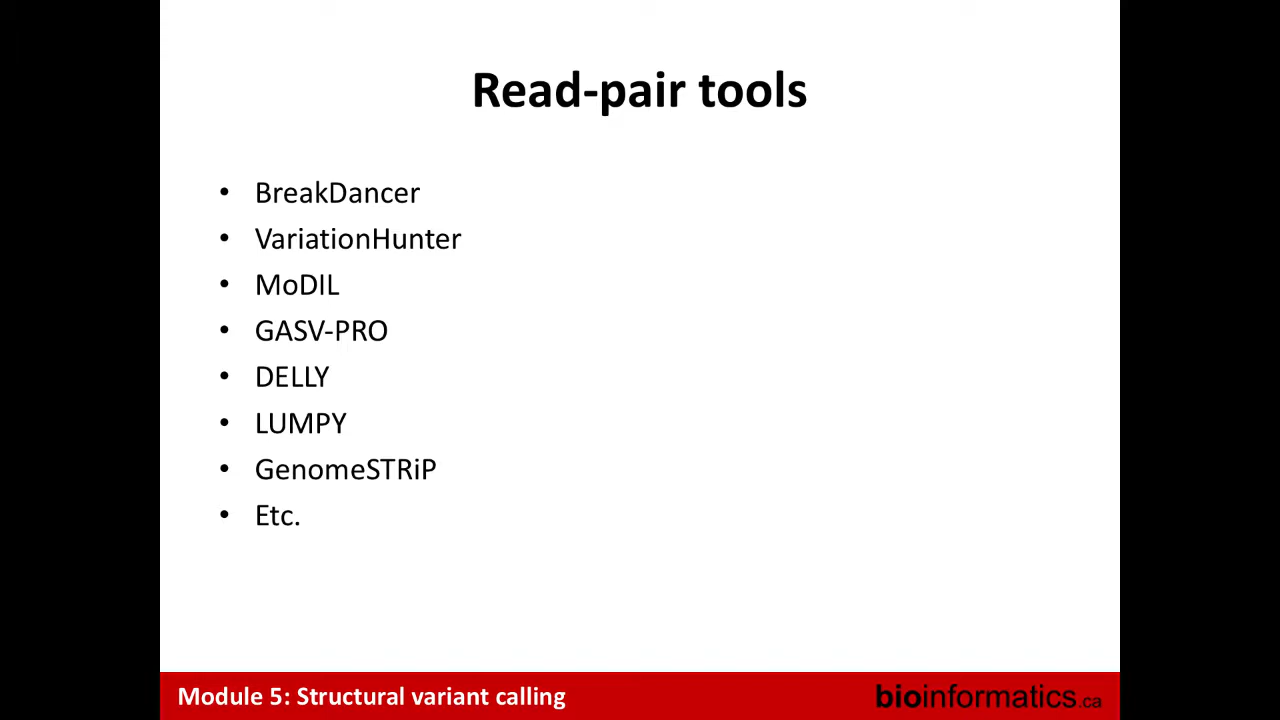 Read-pair tools
• BreakDancer
• VariationHunter
• MoDIL
• GASV-PRO
• DELLY
• LUMPY
• GenomeSTRiP
• Etc.
Module 5: Structural variant calling
bioinformatics.ca